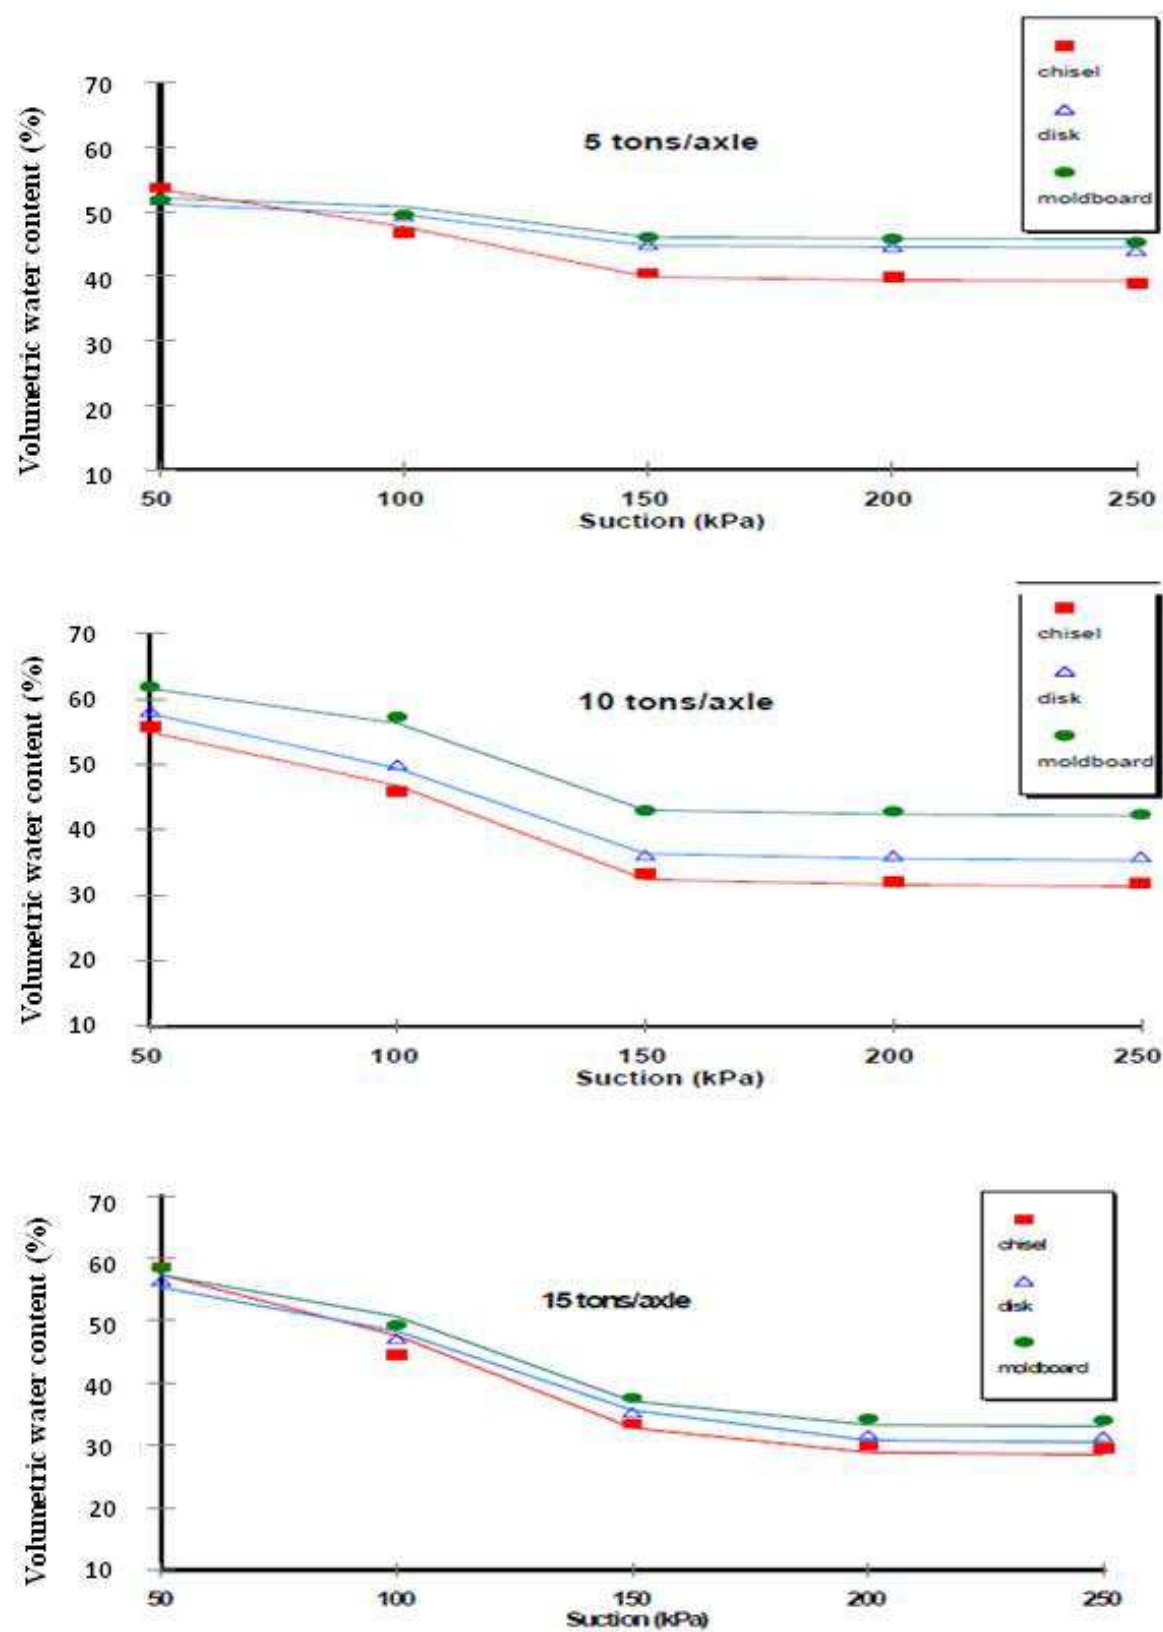 chisel
disk
moldboard
5 tons/axle
Volumetric water content (%)
70
60
50
40
30
20
10
50 100 150 200 250
Suction (kPa)
chisel
disk
moldboard
10 tons/axle
Volumetric water content (%)
70
60
50
40
30
20
10
50 100 150 200 250
Suction (kPa)
chisel
disk
moldboard
15 tons/axle
Volumetric water content (%)
70
60
50
40
30
20
10
50 100 150 200 250
Suction (kPa)